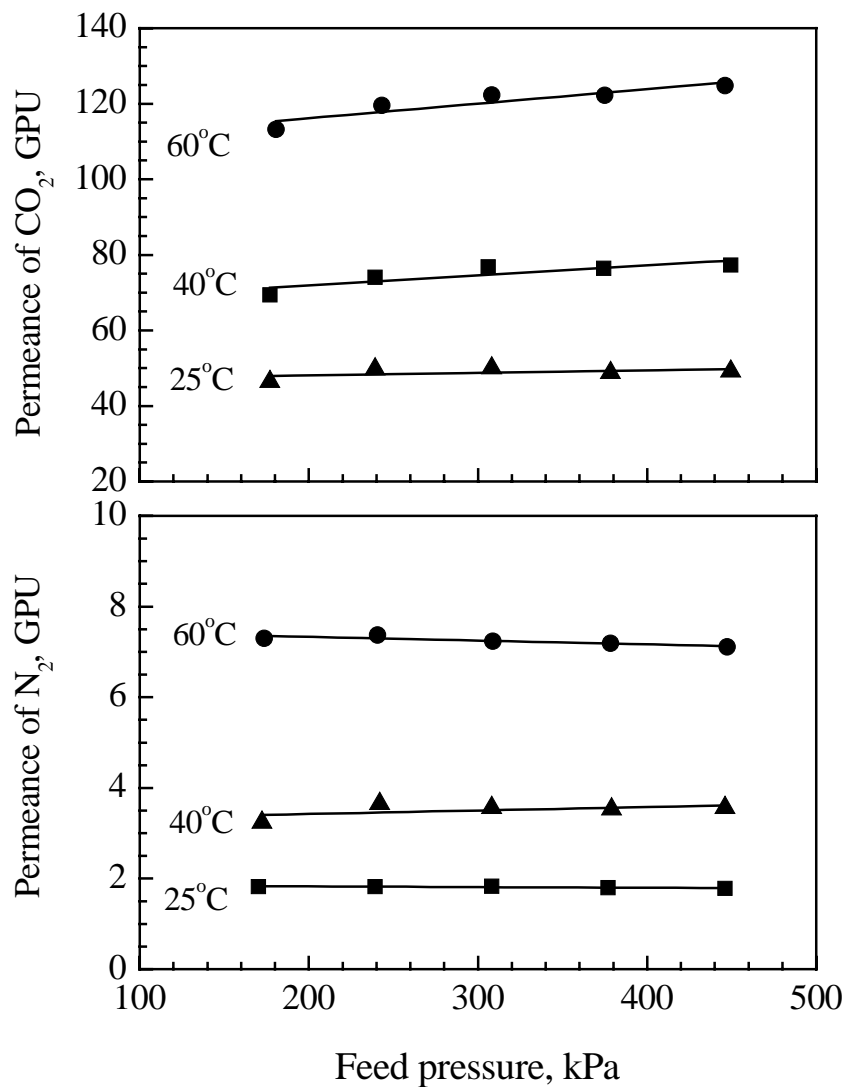 140
120
100
80
60
40
20
Permeance of CO₂, GPU
60°C
40°C
25°C
10
8
6
4
2
0
Permeance of N₂, GPU
60°C
40°C
25°C
100 200 300 400 500
Feed pressure, kPa